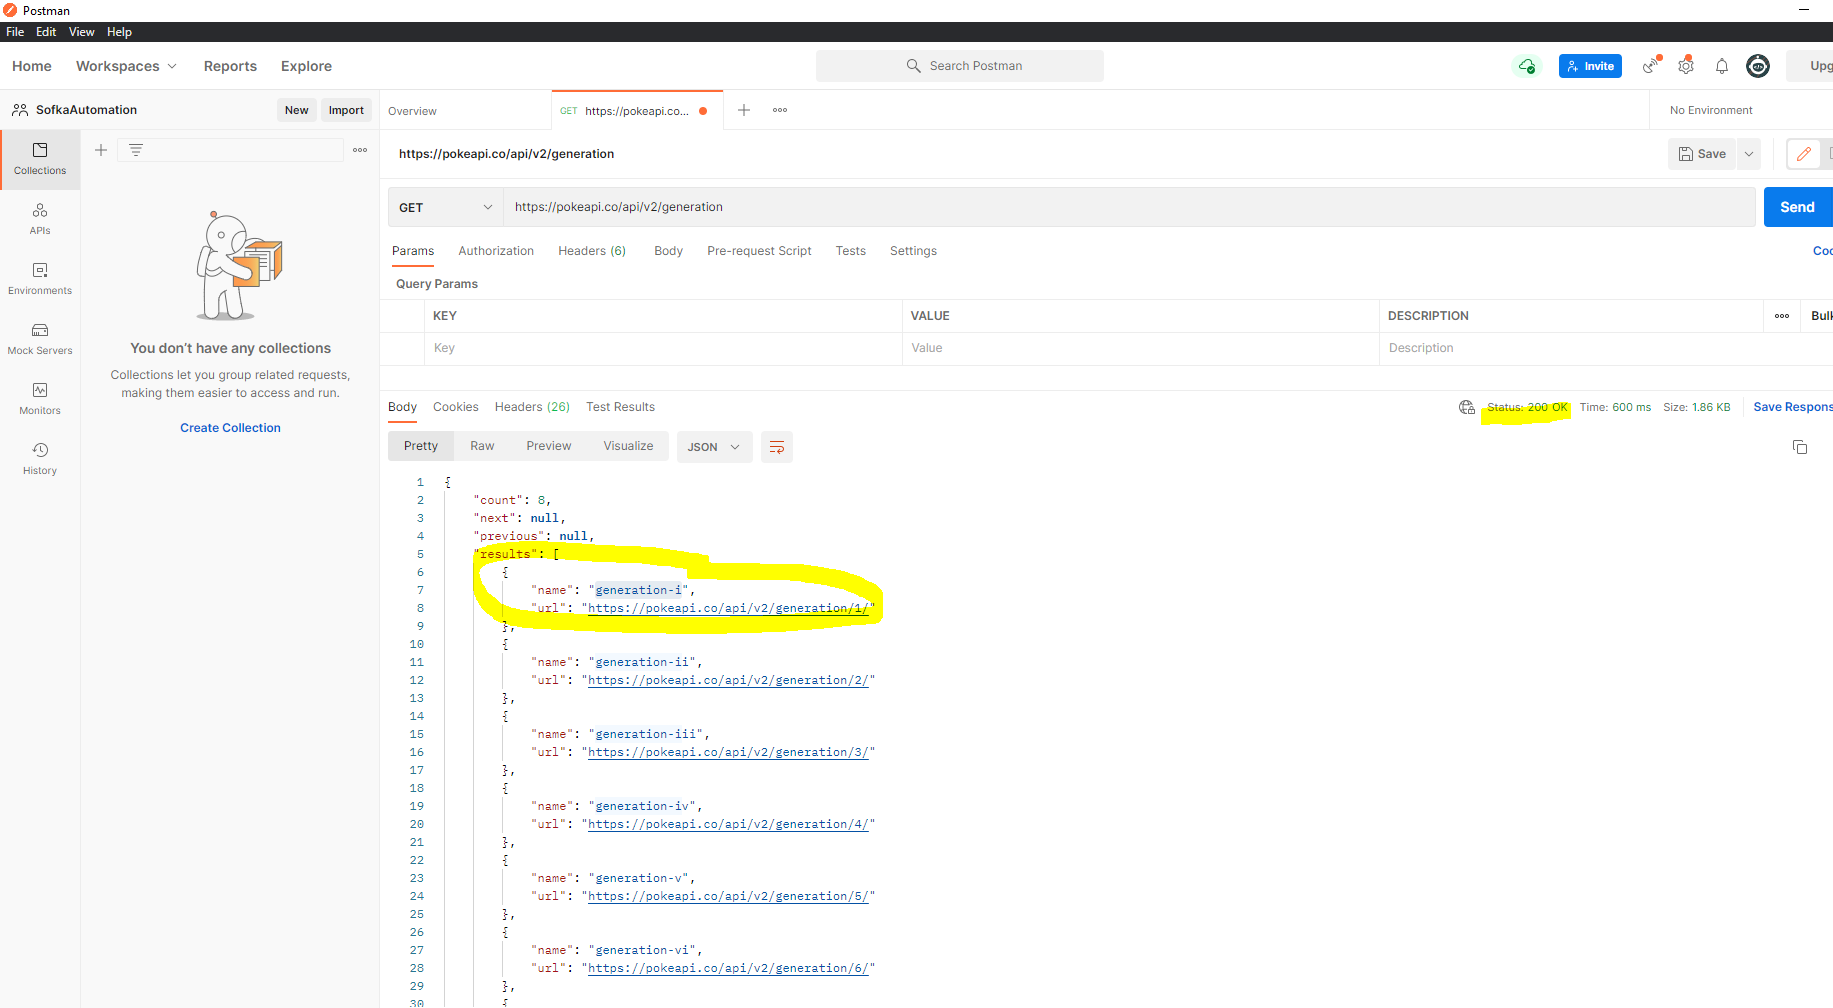 Postman
File Edit View Help
Home Workspaces Reports Explore Search Postman Invite Upg
SofkaAutomation New Import Overview GET https://pokeapi.co... No Environment
https://pokeapi.co/api/v2/generation Save
Collections
GET https://pokeapi.co/api/v2/generation Send
APIs
Params Authorization Headers (6) Body Pre-request Script Tests Settings Coo
Environments
Query Params
KEY VALUE DESCRIPTION Bulk
Key Value Description
Mock Servers
You don't have any collections
Collections let you group related requests,
making them easier to access and run.
Create Collection
Monitors
History
Body Cookies Headers (26) Test Results Status: 200 OK Time: 600 ms Size: 1.86 KB Save Respons
Pretty Raw Preview Visualize JSON
1 {
2 "count": 8,
3 "next": null,
4 "previous": null,
5 "results": [
6 {
7 "name": "generation-i",
8 "url": "https://pokeapi.co/api/v2/generation/1/"
9 },
10 {
11 "name": "generation-ii",
12 "url": "https://pokeapi.co/api/v2/generation/2/"
13 },
14 {
15 "name": "generation-iii",
16 "url": "https://pokeapi.co/api/v2/generation/3/"
17 },
18 {
19 "name": "generation-iv",
20 "url": "https://pokeapi.co/api/v2/generation/4/"
21 },
22 {
23 "name": "generation-v",
24 "url": "https://pokeapi.co/api/v2/generation/5/"
25 },
26 {
27 "name": "generation-vi",
28 "url": "https://pokeapi.co/api/v2/generation/6/"
29 },
30 {